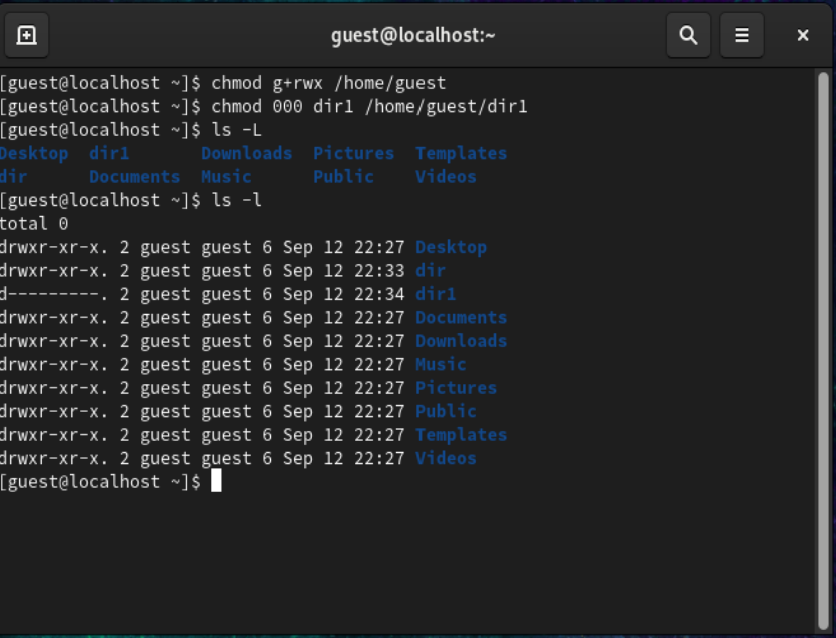 guest@localhost:~
[guest@localhost ~]$ chmod g+rwx /home/guest
[guest@localhost ~]$ chmod 000 dir1 /home/guest/dir1
[guest@localhost ~]$ ls -L
Desktop  dir1       Downloads  Pictures  Templates
dir      Documents  Music      Public    Videos
[guest@localhost ~]$ ls -l
total 0
drwxr-xr-x. 2 guest guest 6 Sep 12 22:27 Desktop
drwxr-xr-x. 2 guest guest 6 Sep 12 22:33 dir
d---------. 2 guest guest 6 Sep 12 22:34 dir1
drwxr-xr-x. 2 guest guest 6 Sep 12 22:27 Documents
drwxr-xr-x. 2 guest guest 6 Sep 12 22:27 Downloads
drwxr-xr-x. 2 guest guest 6 Sep 12 22:27 Music
drwxr-xr-x. 2 guest guest 6 Sep 12 22:27 Pictures
drwxr-xr-x. 2 guest guest 6 Sep 12 22:27 Public
drwxr-xr-x. 2 guest guest 6 Sep 12 22:27 Templates
drwxr-xr-x. 2 guest guest 6 Sep 12 22:27 Videos
[guest@localhost ~]$